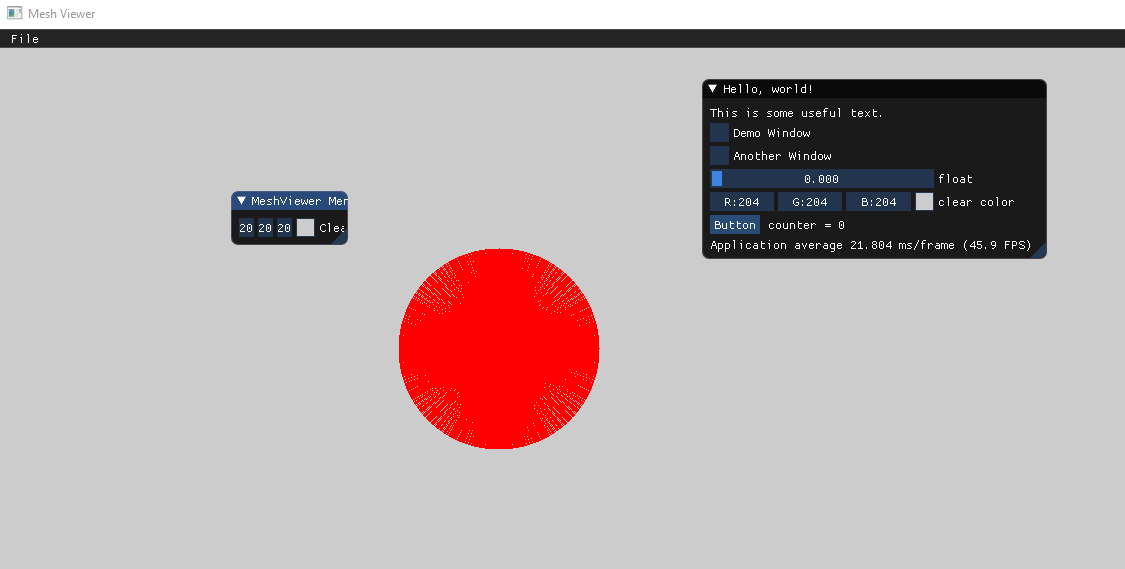 Mesh Viewer
File
Hello, world!
This is some useful text.
Demo Window
Another Window
0.000 float
R:204 G:204 B:204 clear color
Button counter = 0
Application average 21.804 ms/frame (45.9 FPS)
MeshViewer Men
20 20 20 Clea